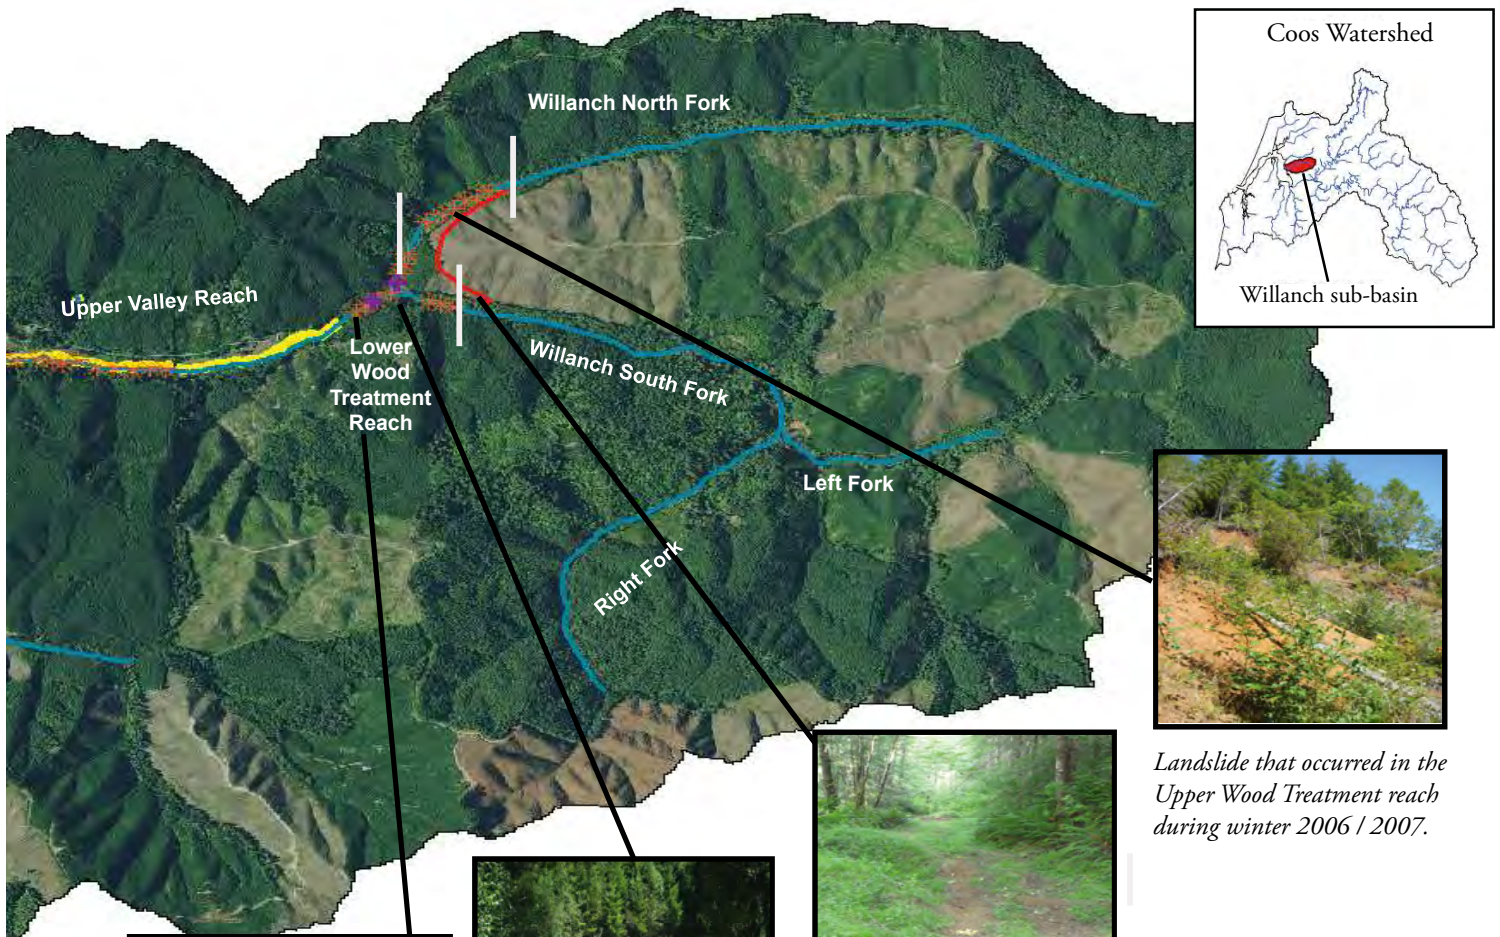 Coos Watershed
Willanch sub-basin
Willanch North Fork
Upper Valley Reach
Lower
Wood
Treatment
Reach
Willanch South Fork
Left Fork
Right Fork
Landslide that occurred in the
Upper Wood Treatment reach
during winter 2006 / 2007.